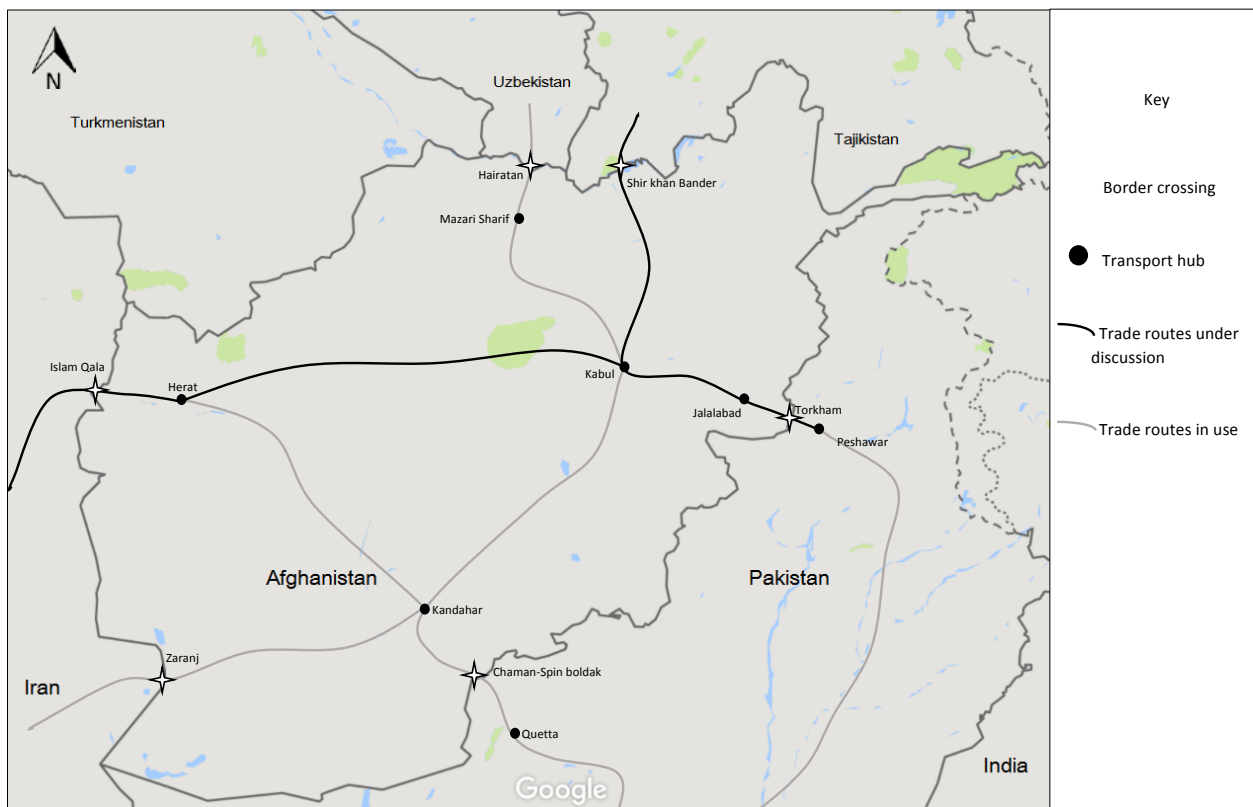 N
Uzbekistan
Turkmenistan
Tajikistan
Hairatan
Shir khan Bander
Mazari Sharif
Islam Qala
Herat
Kabul
Jalalabad
Torkham
Peshawar
Afghanistan
Pakistan
Kandahar
Zaranj
Chaman-Spin boldak
Iran
Quetta
India
Google
Key
Border crossing
Transport hub
Trade routes under
discussion
Trade routes in use